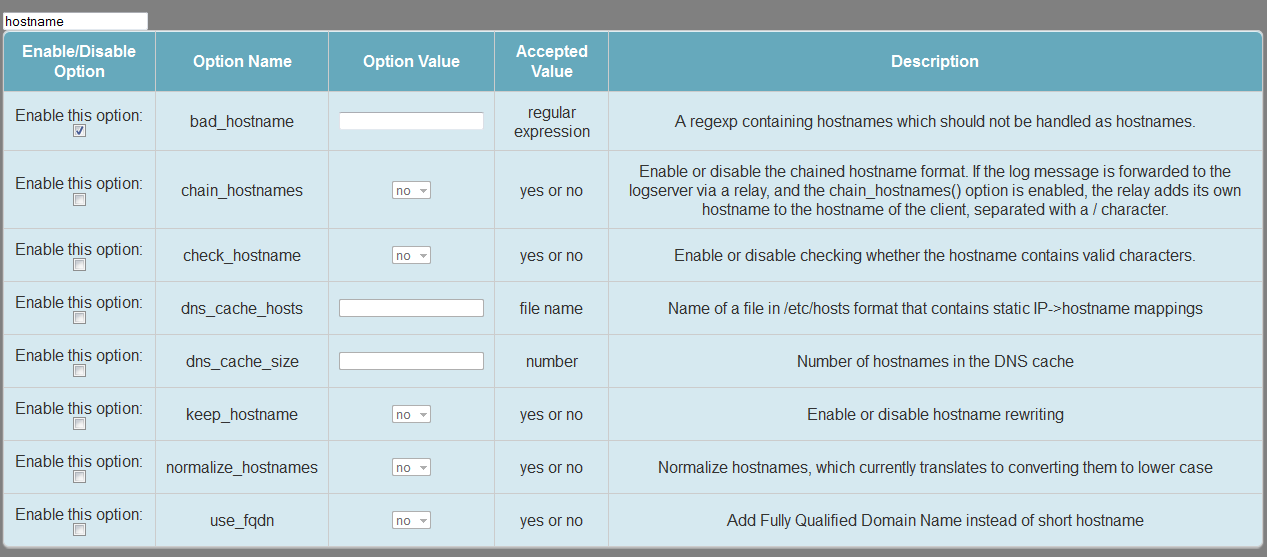 hostname
Enable/Disable
Option
Option Name
Option Value
Accepted
Value
Description
Enable this option:
bad_hostname
regular
expression
A regexp containing hostnames which should not be handled as hostnames.
Enable this option:
chain_hostnames
no
yes or no
Enable or disable the chained hostname format. If the log message is forwarded to the
logserver via a relay, and the chain_hostnames() option is enabled, the relay adds its own
hostname to the hostname of the client, separated with a / character.
Enable this option:
check_hostname
no
yes or no
Enable or disable checking whether the hostname contains valid characters.
Enable this option:
dns_cache_hosts
file name
Name of a file in /etc/hosts format that contains static IP->hostname mappings
Enable this option:
dns_cache_size
number
Number of hostnames in the DNS cache
Enable this option:
keep_hostname
no
yes or no
Enable or disable hostname rewriting
Enable this option:
normalize_hostnames
no
yes or no
Normalize hostnames, which currently translates to converting them to lower case
Enable this option:
use_fqdn
no
yes or no
Add Fully Qualified Domain Name instead of short hostname